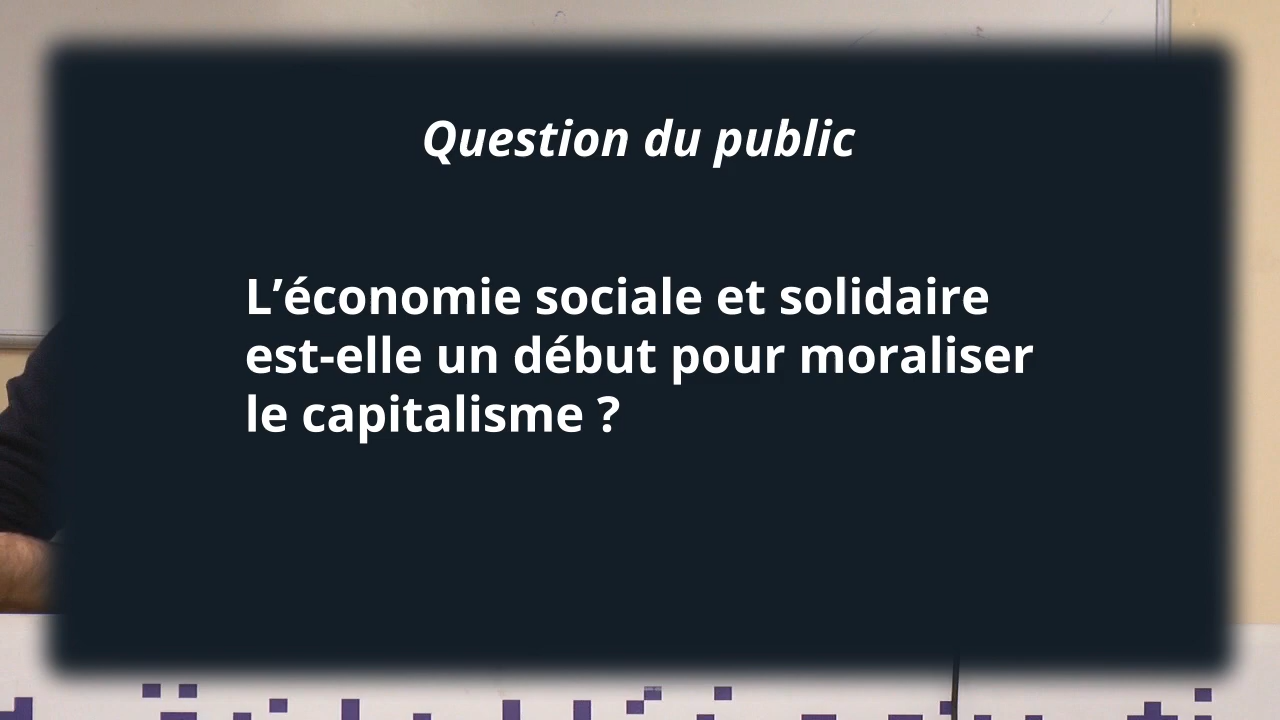 Question du public
L’économie sociale et solidaire
est-elle un début pour moraliser
le capitalisme ?